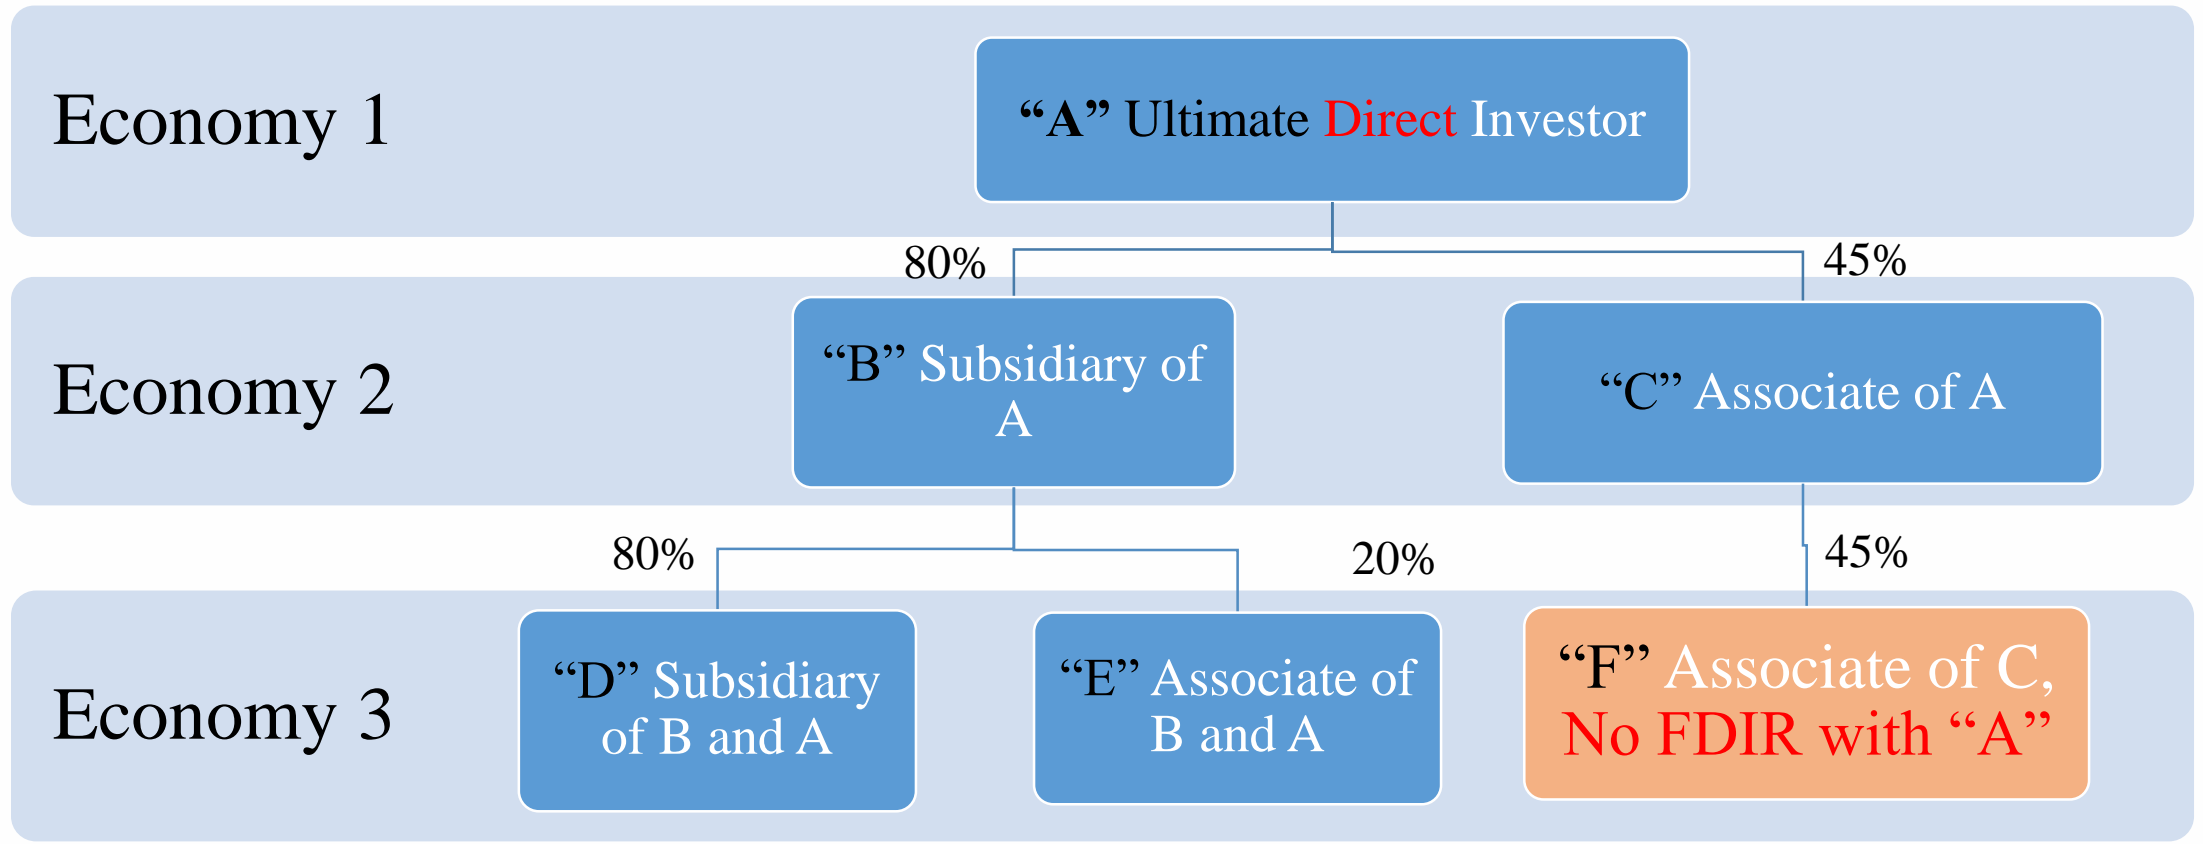 Economy 1
“A” Ultimate Direct Investor
80%
45%
Economy 2
“B” Subsidiary of
A
“C” Associate of A
80%
20%
45%
Economy 3
“D” Subsidiary
of B and A
“E” Associate of
B and A
“F” Associate of C,
No FDIR with “A”